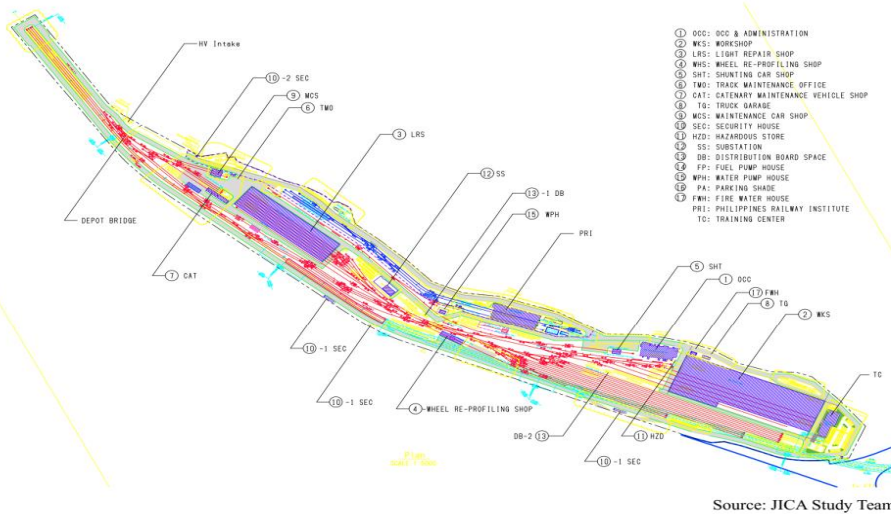 ① OCC: OCC & ADMINISTRATION
② WKS: WORKSHOP
③ LRS: LIGHT REPAIR SHOP
④ WHS: WHEEL RE-PROFILING SHOP
⑤ SHT: SHUNTING CAR SHOP
⑥ TMO: TRACK MAINTENANCE OFFICE
⑦ CAT: CATENARY MAINTENANCE VEHICLE SHOP
⑧ TG: TRUCK GARAGE
⑨ MCS: MAINTENANCE CAR SHOP
⑩ SEC: SECURITY HOUSE
⑪ HZD: HAZARDOUS STORE
⑫ SS: SUBSTATION
⑬ DB: DISTRIBUTION BOARD SPACE
⑭ FP: FUEL PUMP HOUSE
⑮ WPH: WATER PUMP HOUSE
⑯ PA: PARKING SHADE
⑰ FWH: FIRE WATER HOUSE
PRI: PHILIPPINES RAILWAY INSTITUTE
TC: TRAINING CENTER
HV Intake
⑩-2 SEC
⑨ MCS
⑥ TMO
③ LRS
⑫ SS
⑬-1 DB
⑮ WPH
PRI
DEPOT BRIDGE
⑦ CAT
⑤ SHT
① OCC
⑰ FWH
⑧ TG
② WKS
⑩-1 SEC
⑩-1 SEC
TC
④-WHEEL RE-PROFILING SHOP
DB-2 ⑬
⑪ HZD
⑩-1 SEC
Plan
Source: JICA Study Team